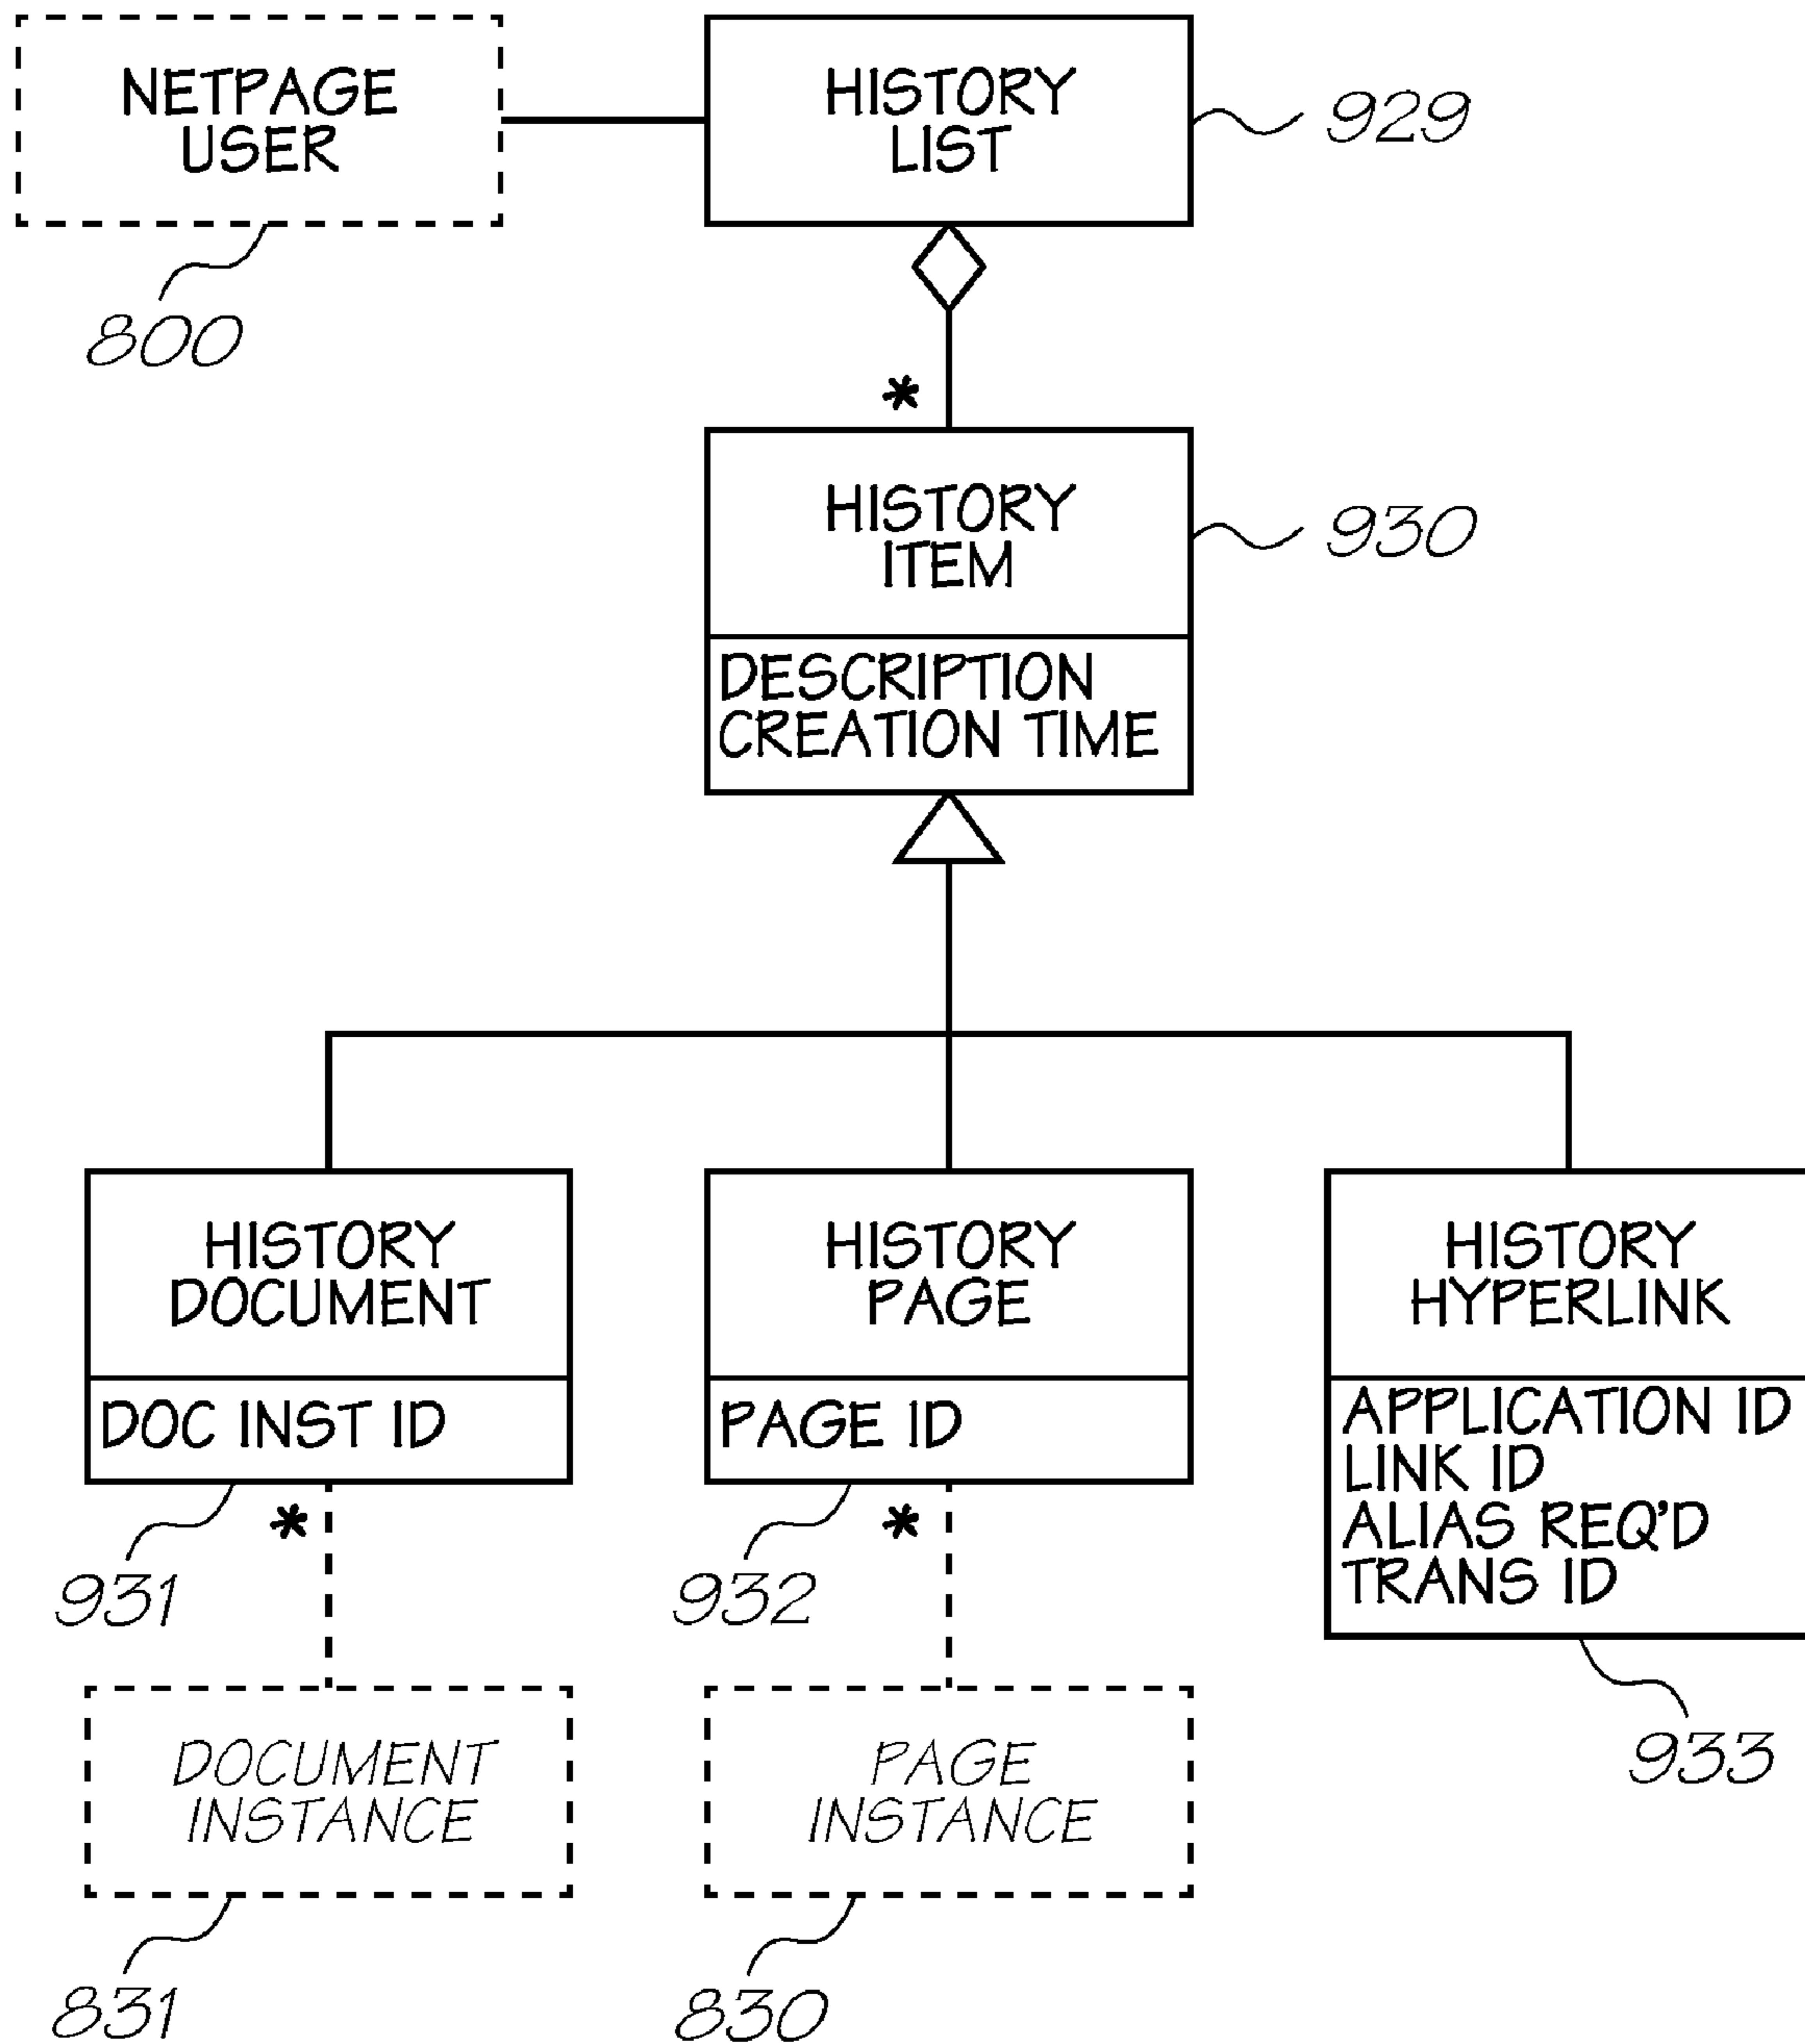 NETPAGE
USER
800
HISTORY
LIST
929
*
HISTORY
ITEM
930
DESCRIPTION
CREATION TIME
HISTORY
DOCUMENT
DOC INST ID
931
*
HISTORY
PAGE
PAGE ID
932
*
HISTORY
HYPERLINK
APPLICATION ID
LINK ID
ALIAS REQ'D
TRANS ID
933
DOCUMENT
INSTANCE
831
PAGE
INSTANCE
830